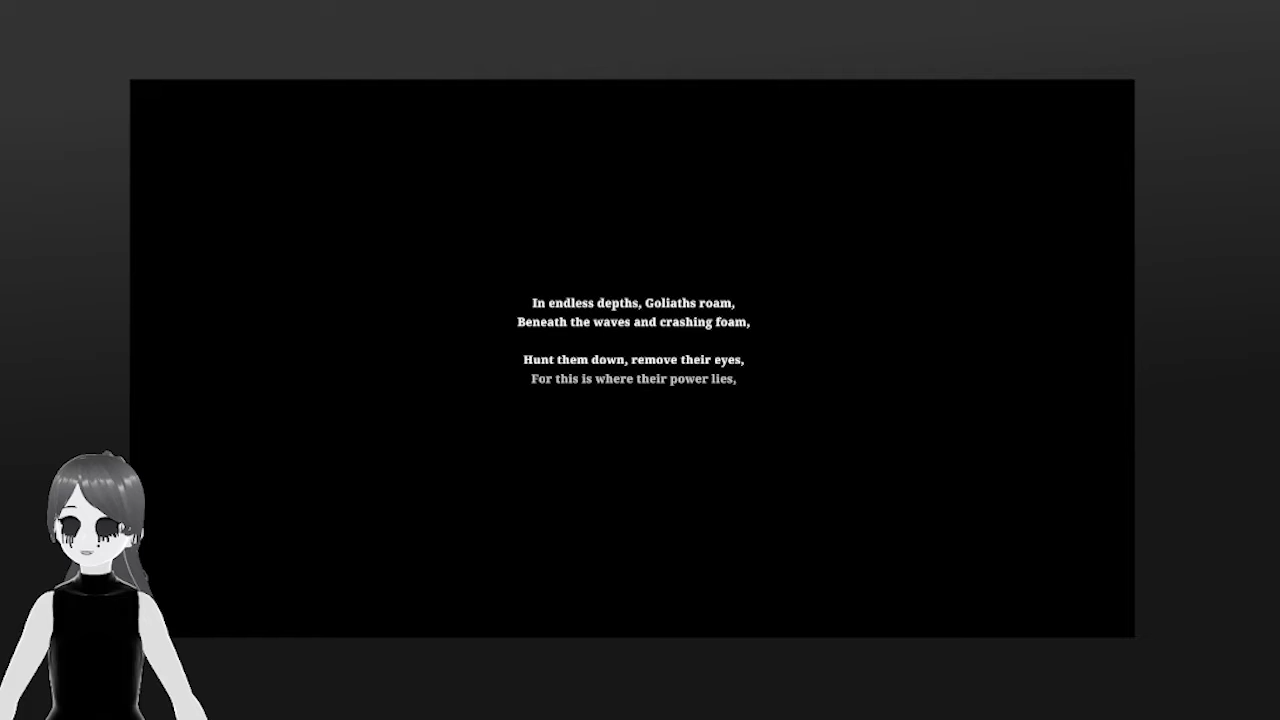 In endless depths, Goliaths roam,
Beneath the waves and crashing foam,
Hunt them down, remove their eyes,
For this is where their power lies,